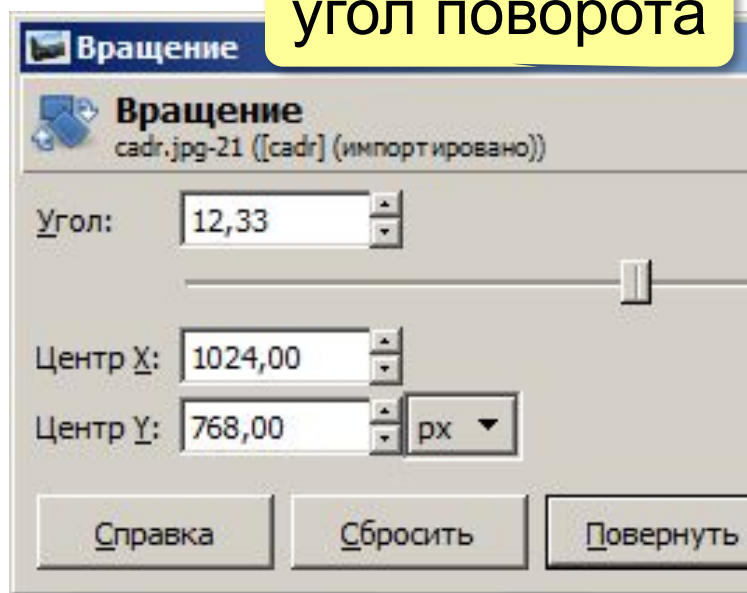 угол поворота
Вращение
Вращение
cadr.jpg-21 ([cadr] (импортировано))
Угол: 12,33
Центр X: 1024,00
Центр Y: 768,00 px
Справка Сбросить Повернуть